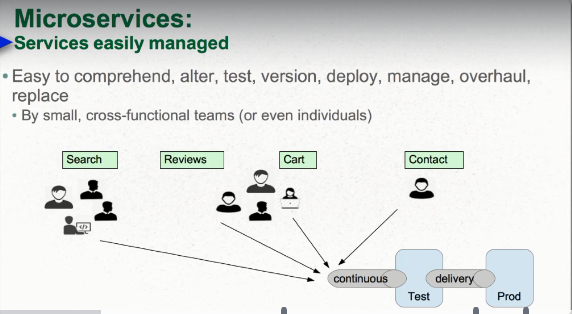 Microservices:
Services easily managed
• Easy to comprehend, alter, test, version, deploy, manage, overhaul,
replace
• By small, cross-functional teams (or even individuals)
Search Reviews Cart Contact
continuous delivery
Test Prod